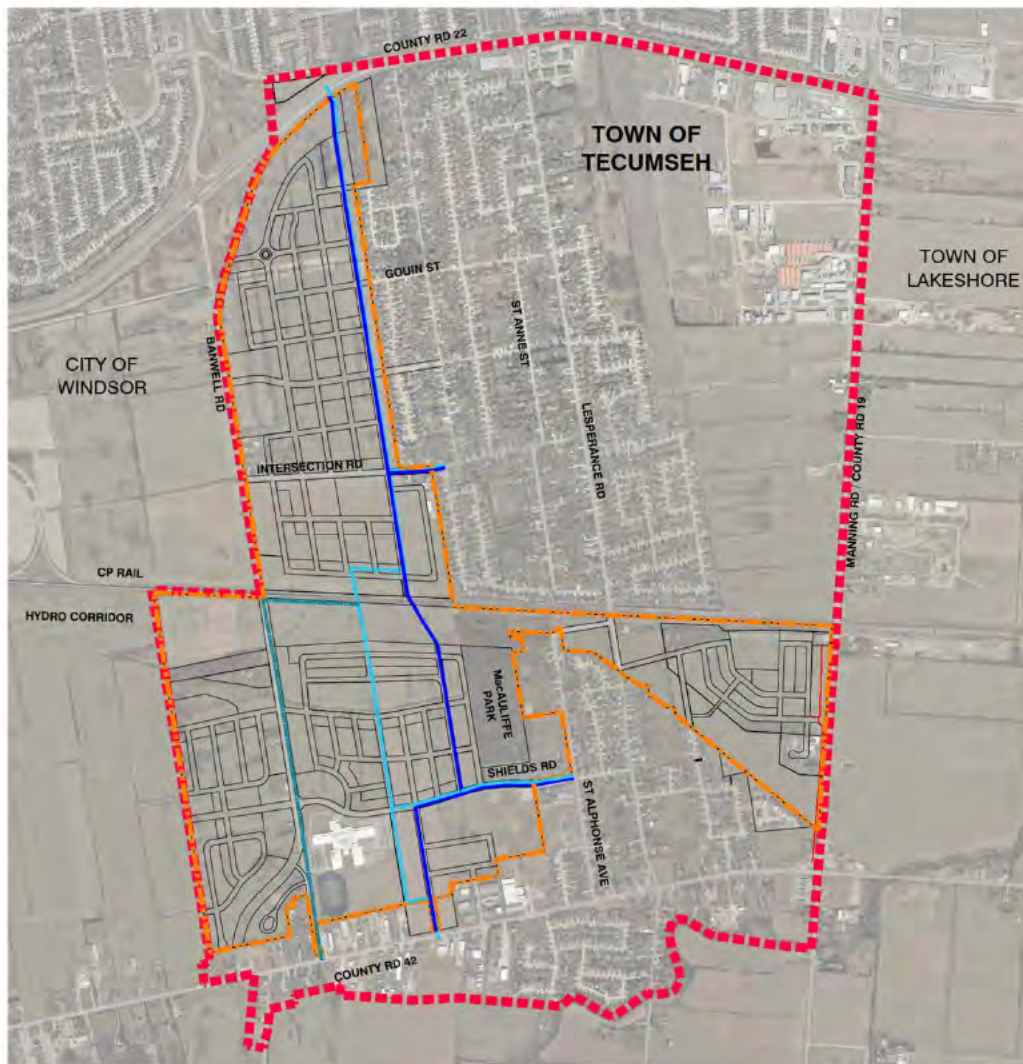 COUNTY RD 22
TOWN OF
TECUMSEH
TOWN OF
LAKESHORE
GOUIN ST
ST ANNE ST
CITY OF
WINDSOR
BANWELL RD
LESPERANCE RD
MANNING RD / COUNTY RD 19
INTERSECTION RD
CP RAIL
HYDRO CORRIDOR
MacAULIFFE
PARK
SHIELDS RD
ST ALPHONSE AVE
COUNTY RD 42